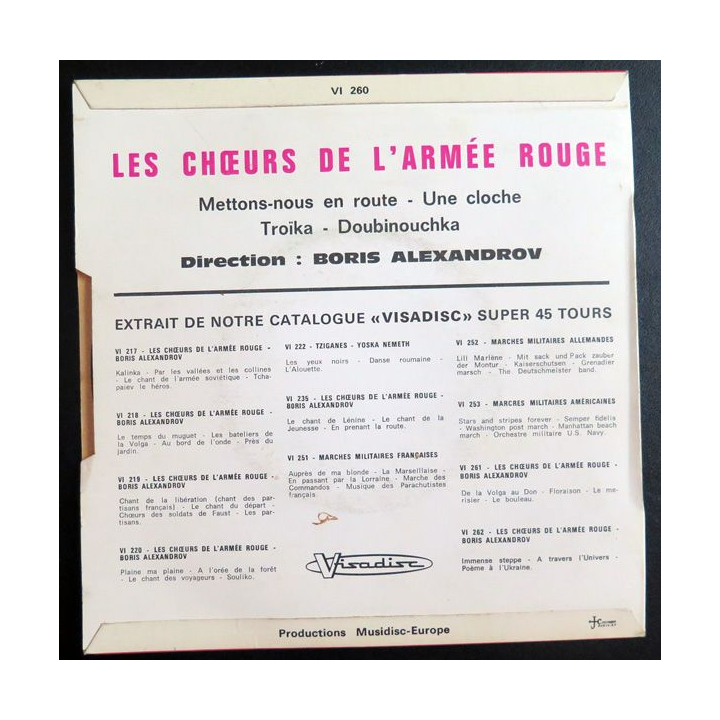 VI 260
LES CHŒURS DE L'ARMÉE ROUGE
Mettons-nous en route - Une cloche
Troïka - Doubinouchka
Direction : BORIS ALEXANDROV
EXTRAIT DE NOTRE CATALOGUE «VISADISC» SUPER 45 TOURS
VI 217 - LES CHŒURS DE L'ARMÉE ROUGE -
BORIS ALEXANDROV
Kalinka - Par les vallées et les collines
- Le chant de l'armée soviétique - Tcha-
paiev le héros.
VI 218 - LES CHŒURS DE L'ARMÉE ROUGE -
BORIS ALEXANDROV
Le temps du muguet - Les bateliers de
la Volga - Au bord de l'onde - Près du
jardin.
VI 219 - LES CHŒURS DE L'ARMÉE ROUGE -
BORIS ALEXANDROV
Chant de la libération (chant des par-
tisans français) - Le chant du départ -
Chœurs des soldats de Faust - Les par-
tisans.
VI 220 - LES CHŒURS DE L'ARMÉE ROUGE -
BORIS ALEXANDROV
Plaine ma plaine - A l'orée de la forêt
- Le chant des voyageurs - Souliko.
VI 222 - TZIGANES - YOSKA NEMETH
Les yeux noirs - Danse roumaine -
L'Alouette.
VI 235 - LES CHŒURS DE L'ARMÉE ROUGE -
BORIS ALEXANDROV
Le chant de Lénine - Le chant de la
Jeunesse - En prenant la route.
VI 251 - MARCHES MILITAIRES FRANÇAISES
Auprès de ma blonde - La Marseillaise -
En passant par la Lorraine - Marche des
Commandos - Musique des Parachutistes
français
Visadisc
VI 252 - MARCHES MILITAIRES ALLEMANDES
Lili Marlène - Mit sack und Pack zauber
der Montur - Kaiserschutsen - Grenadier
marsch - The Deutschmeister band.
VI 253 - MARCRES MILITAIRES AMÉRICAINES
Stars and stripes forever - Semper fidelis
- Washington post march - Manhattan beach
march - Orchestre militaire U.S. Navy.
VI 261 - LES CHŒURS DE L'ARMÉE ROUGE -
BORIS ALEXANDROV
De la Volga au Don - Floraison - Le me-
risier - Le bouleau.
VI 262 - LES CHŒURS DE L'ARMÉE ROUGE -
BORIS ALEXANDROV
Immense steppe - A travers l'Univers -
Poème à l'Ukraine.
Productions Musidisc-Europe